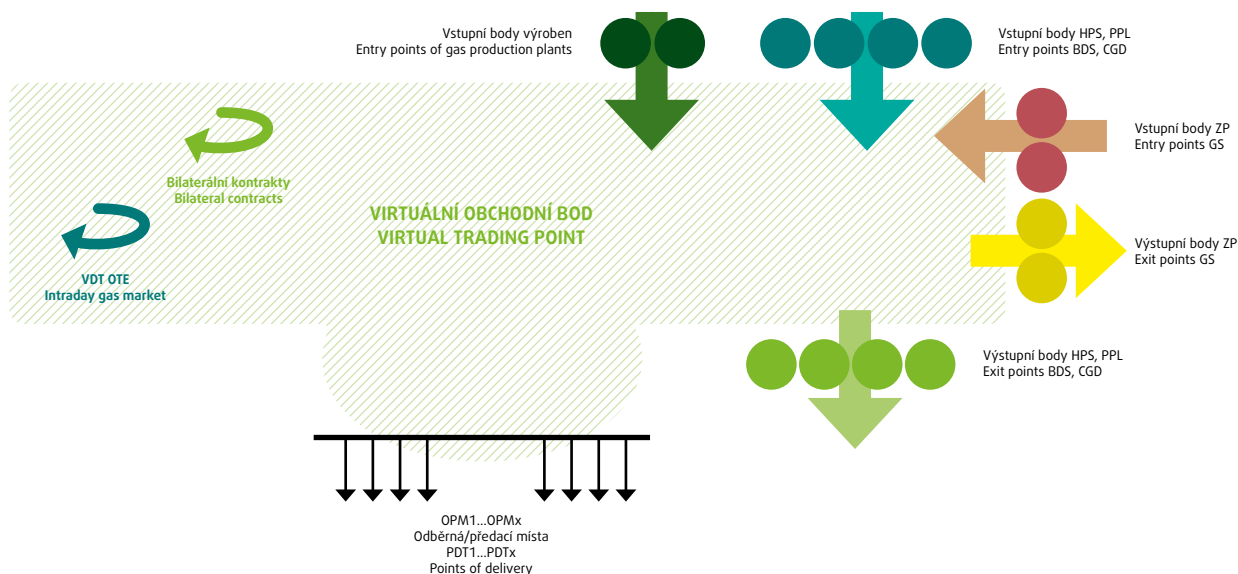 Vstupní body výroben
Entry points of gas production plants
Vstupní body HPS, PPL
Entry points BDS, CGD
Vstupní body ZP
Entry points GS
Bilaterální kontrakty
Bilateral contracts
VIRTUÁLNÍ OBCHODNÍ BOD
VIRTUAL TRADING POINT
Výstupní body ZP
Exit points GS
VDT OTE
Intraday gas market
Výstupní body HPS, PPL
Exit points BDS, CGD
OPM1...OPMx
Odběrná/předací místa
PDT1...PDTx
Points of delivery